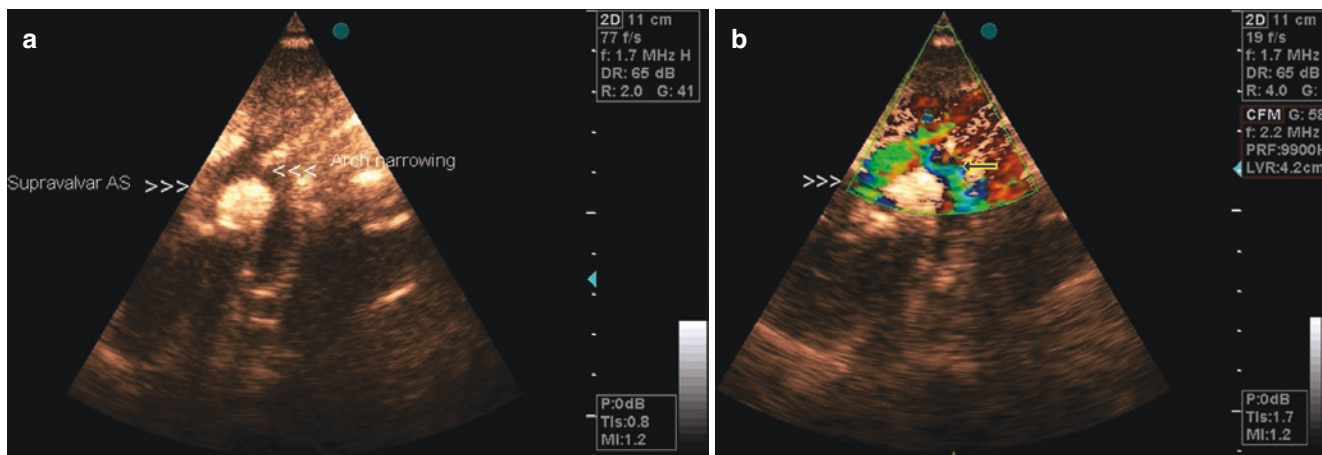 a
2D 11 cm
77 f/s
f: 1.7 MHz H
DR: 65 dB
R: 2.0 G: 41
<<< Arch narrowing
Supravalvar AS >>>
P:0dB
TIs:0.8
MI:1.2
b
2D 11 cm
19 f/s
f: 1.7 MHz
DR: 65 dB
R: 4.0 G:
CFM G: 58
f: 2.2 MHz
PRF:9900H
LVR:4.2cm
>>>
P:0dB
TIs:1.7
MI:1.2